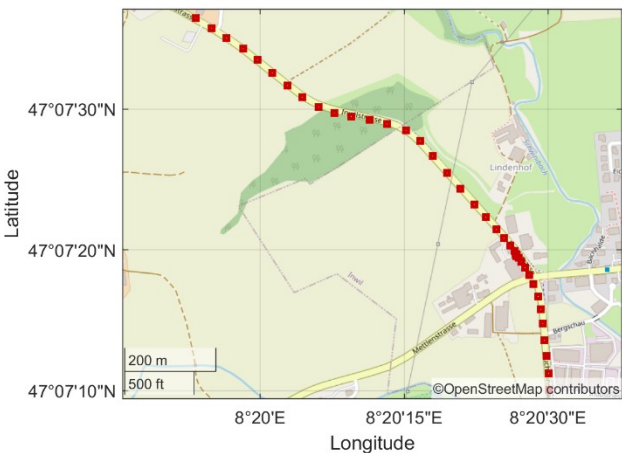 47°07'30"N
47°07'20"N
47°07'10"N
Latitude
Lindenhof
Inwil
Mettlenstrasse
Bergschau
200 m
500 ft
©OpenStreetMap contributors
8°20'E
8°20'15"E
8°20'30"E
Longitude